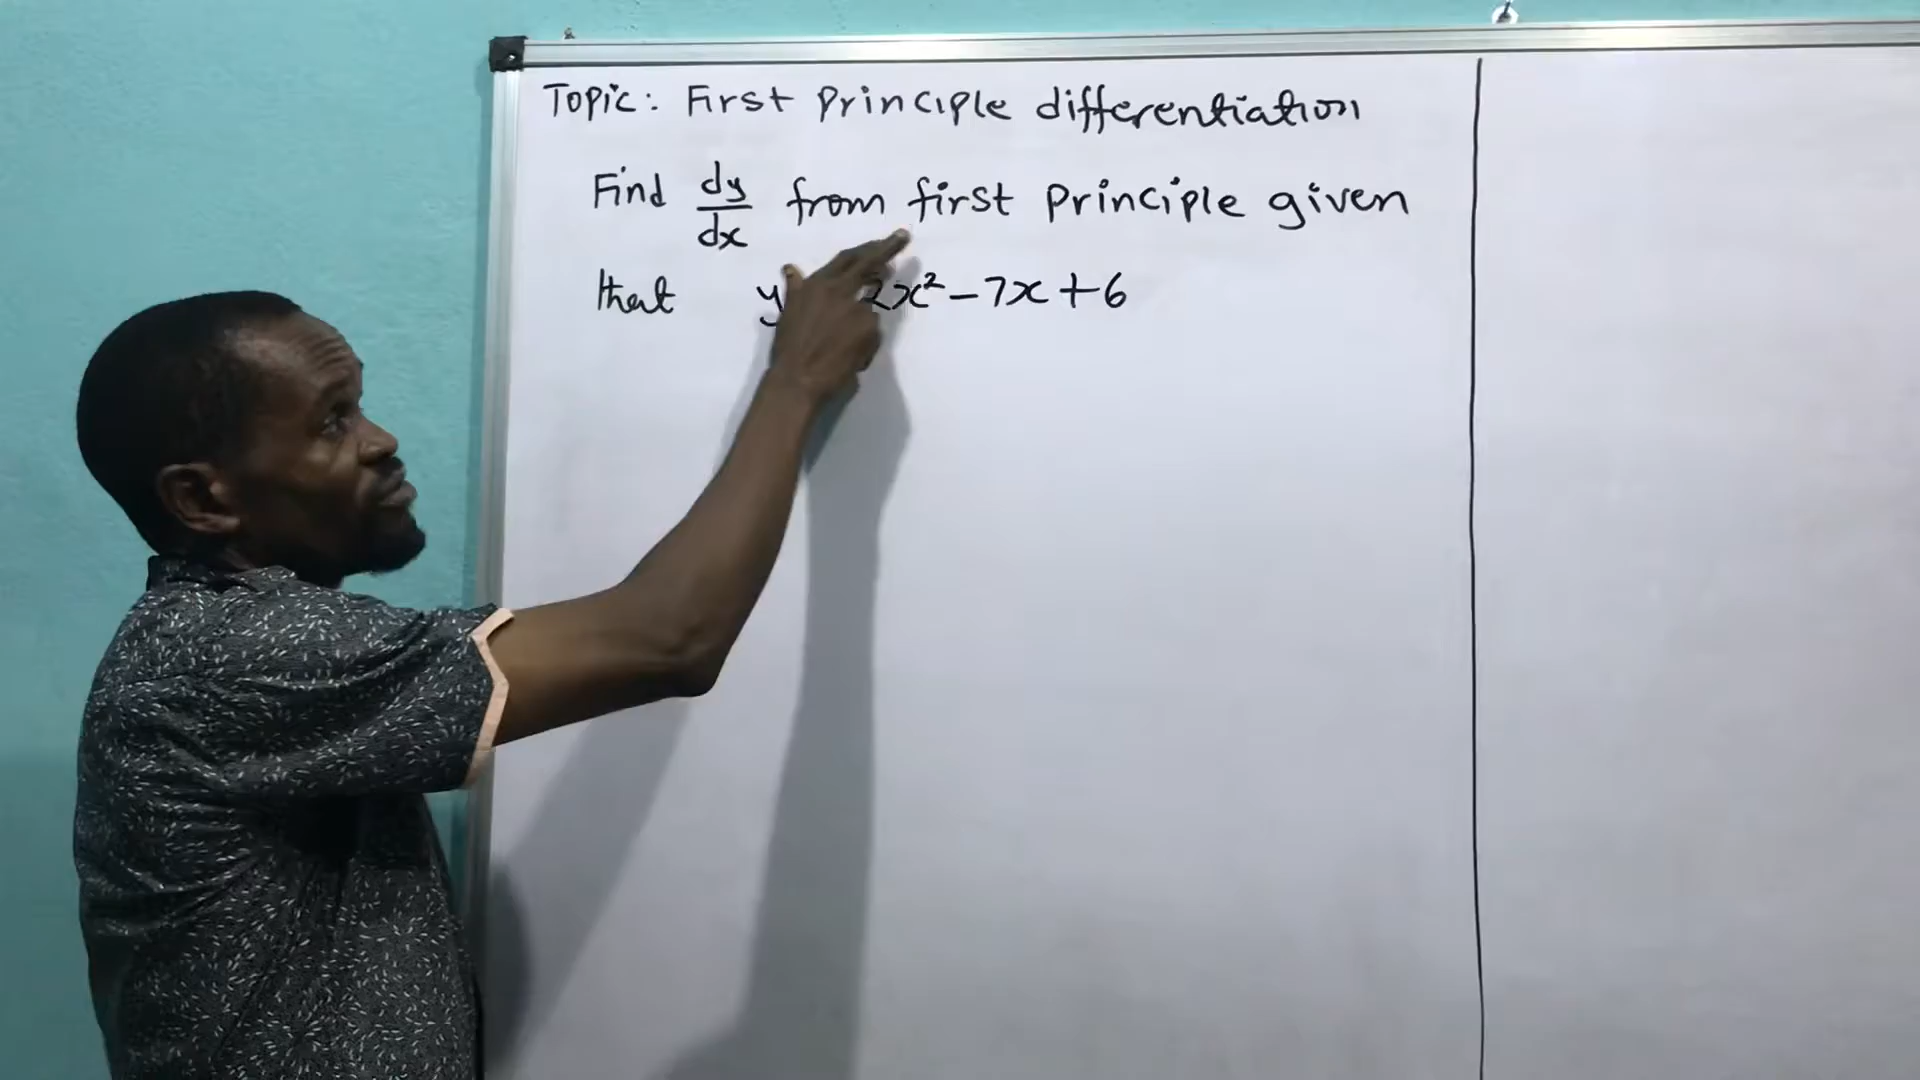 Topic: First Principle differentiation
Find dy/dx from first Principle given
that y 2x² - 7x + 6